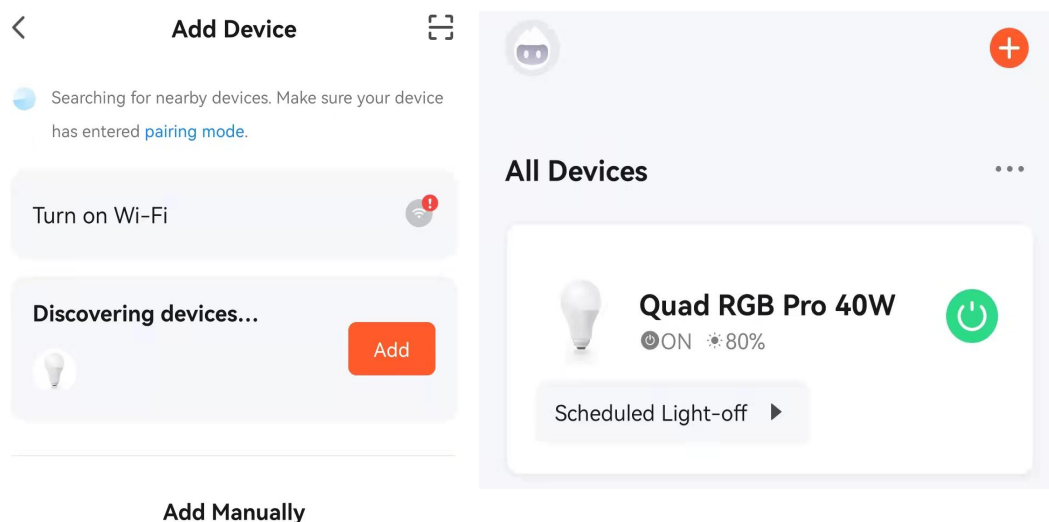 Add Device
Searching for nearby devices. Make sure your device
has entered pairing mode.
Turn on Wi-Fi
Discovering devices...
Add
Add Manually
All Devices
Quad RGB Pro 40W
ON 80%
Scheduled Light-off